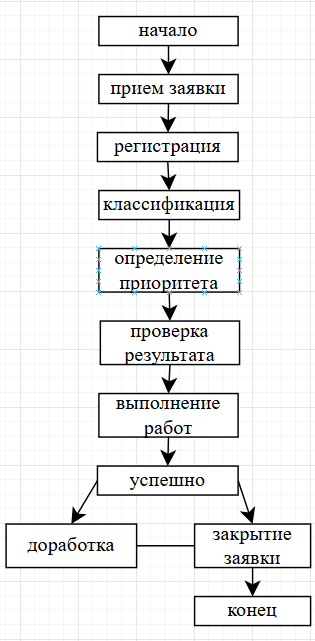 начало
прием заявки
регистрация
классификация
определение
приоритета
проверка
результата
выполнение
работ
успешно
доработка
закрытие
заявки
конец